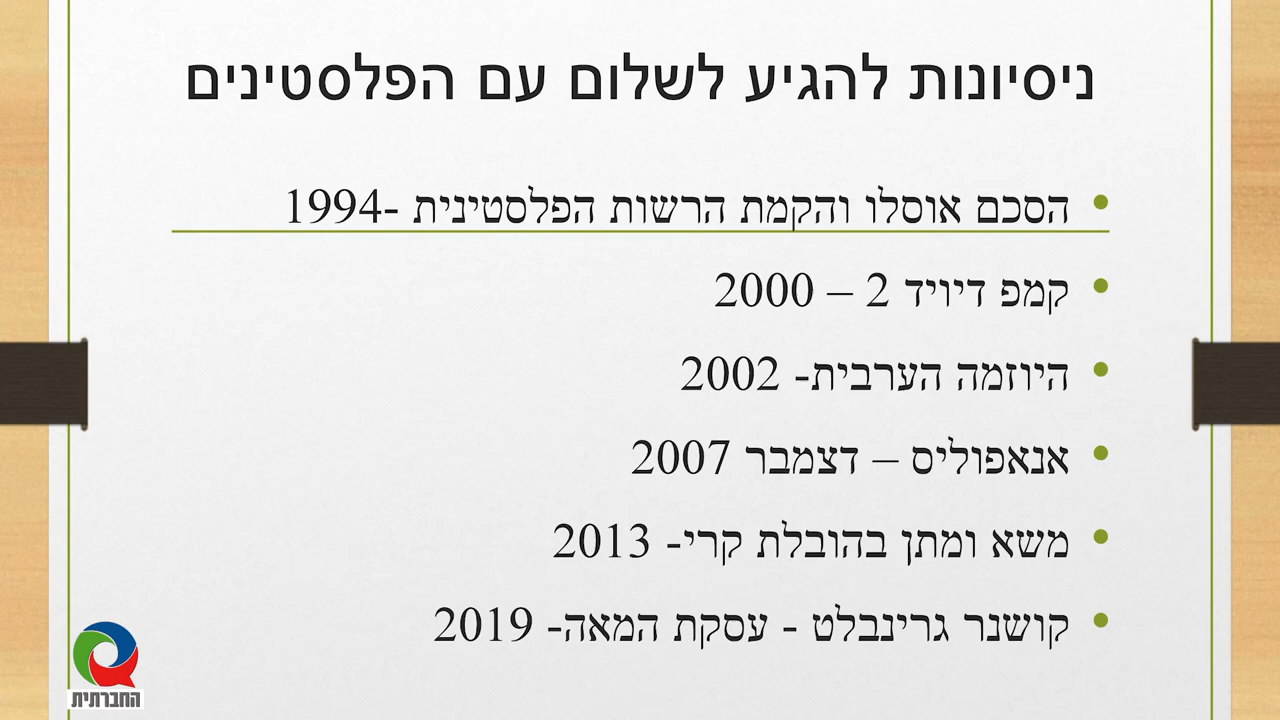 ניסיונות להגיע לשלום עם הפלסטינים
• הסכם אוסלו והקמת הרשות הפלסטינית -1994
• קמפ דיויד 2 – 2000
• היוזמה הערבית- 2002
• אנאפוליס – דצמבר 2007
• משא ומתן בהובלת קרי- 2013
• קושנר גרינבלט - עסקת המאה- 2019
החברתית